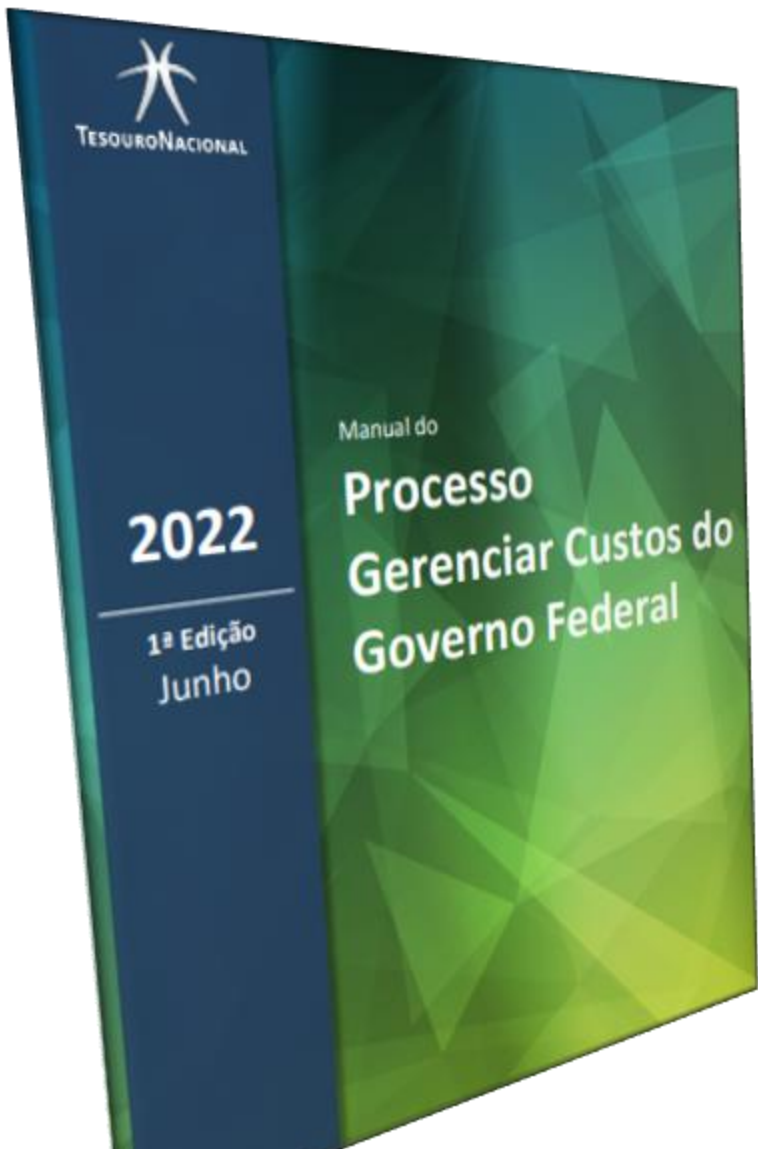 TESOURONACIONAL
2022
1ª Edição
Junho
Manual do
Processo
Gerenciar Custos do
Governo Federal